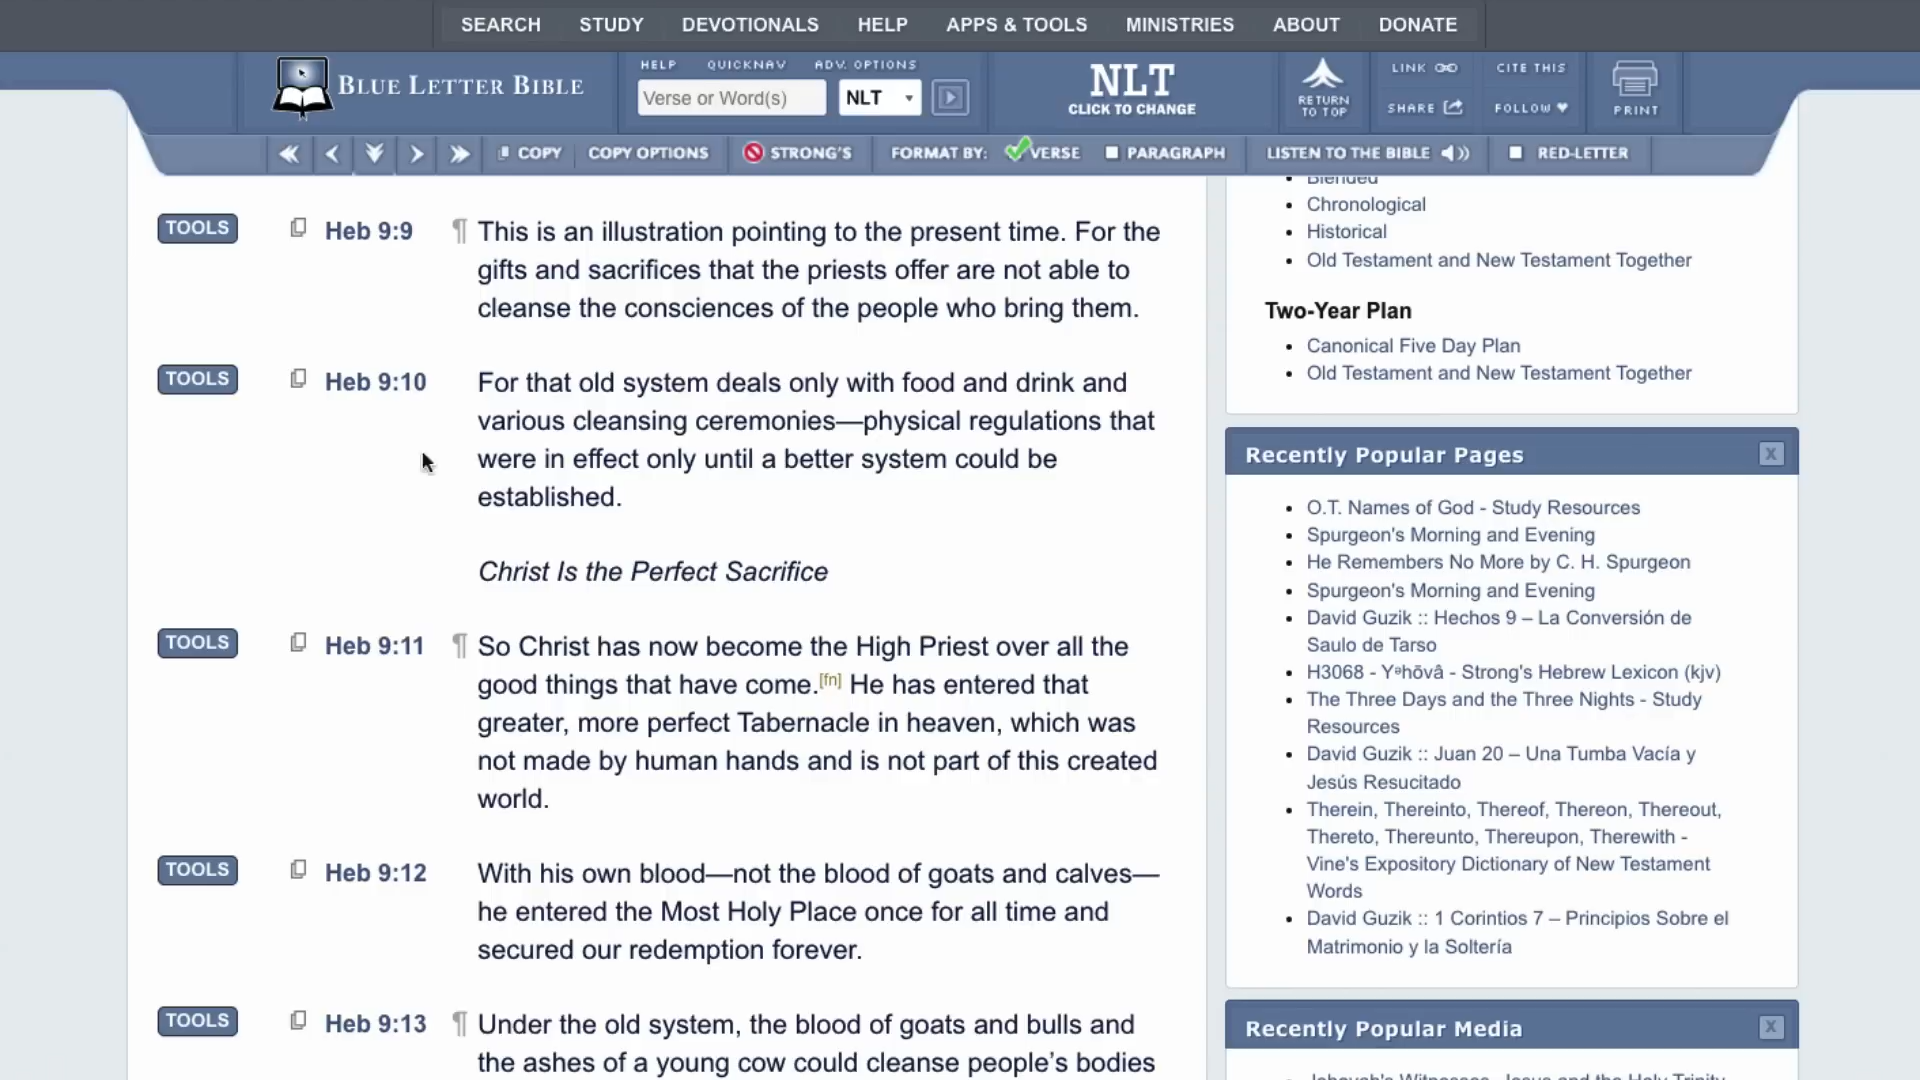 SEARCH STUDY DEVOTIONALS HELP APPS & TOOLS MINISTRIES ABOUT DONATE
BLUE LETTER BIBLE
HELP QUICKNAV ADV. OPTIONS
Verse or Word(s) NLT
NLT
CLICK TO CHANGE
RETURN
TO TOP
LINK
SHARE
CITE THIS
FOLLOW
PRINT
COPY COPY OPTIONS STRONG'S FORMAT BY: VERSE PARAGRAPH LISTEN TO THE BIBLE RED-LETTER
TOOLS Heb 9:9 ¶ This is an illustration pointing to the present time. For the
gifts and sacrifices that the priests offer are not able to
cleanse the consciences of the people who bring them.
TOOLS Heb 9:10 For that old system deals only with food and drink and
various cleansing ceremonies—physical regulations that
were in effect only until a better system could be
established.
Christ Is the Perfect Sacrifice
TOOLS Heb 9:11 ¶ So Christ has now become the High Priest over all the
good things that have come.[fn] He has entered that
greater, more perfect Tabernacle in heaven, which was
not made by human hands and is not part of this created
world.
TOOLS Heb 9:12 With his own blood—not the blood of goats and calves—
he entered the Most Holy Place once for all time and
secured our redemption forever.
TOOLS Heb 9:13 ¶ Under the old system, the blood of goats and bulls and
the ashes of a young cow could cleanse people’s bodies
Blended
Chronological
Historical
Old Testament and New Testament Together
Two-Year Plan
Canonical Five Day Plan
Old Testament and New Testament Together
Recently Popular Pages X
O.T. Names of God - Study Resources
Spurgeon's Morning and Evening
He Remembers No More by C. H. Spurgeon
Spurgeon's Morning and Evening
David Guzik :: Hechos 9 – La Conversión de
Saulo de Tarso
H3068 - Yᵊhōvâ - Strong's Hebrew Lexicon (kjv)
The Three Days and the Three Nights - Study
Resources
David Guzik :: Juan 20 – Una Tumba Vacía y
Jesús Resucitado
Therein, Thereinto, Thereof, Thereon, Thereout,
Thereto, Thereunto, Thereupon, Therewith -
Vine's Expository Dictionary of New Testament
Words
David Guzik :: 1 Corintios 7 – Principios Sobre el
Matrimonio y la Soltería
Recently Popular Media X
Jehovah's Witnesses, Jesus and the Holy Trinity